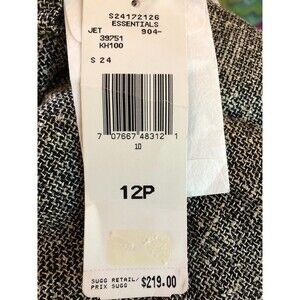 S24172126
ESSENTIALS
JET 904-
39751
KH100
S 24
7 07667 48312 1
10
12P
SUGG RETAIL/
PRIX SUGG $219.00